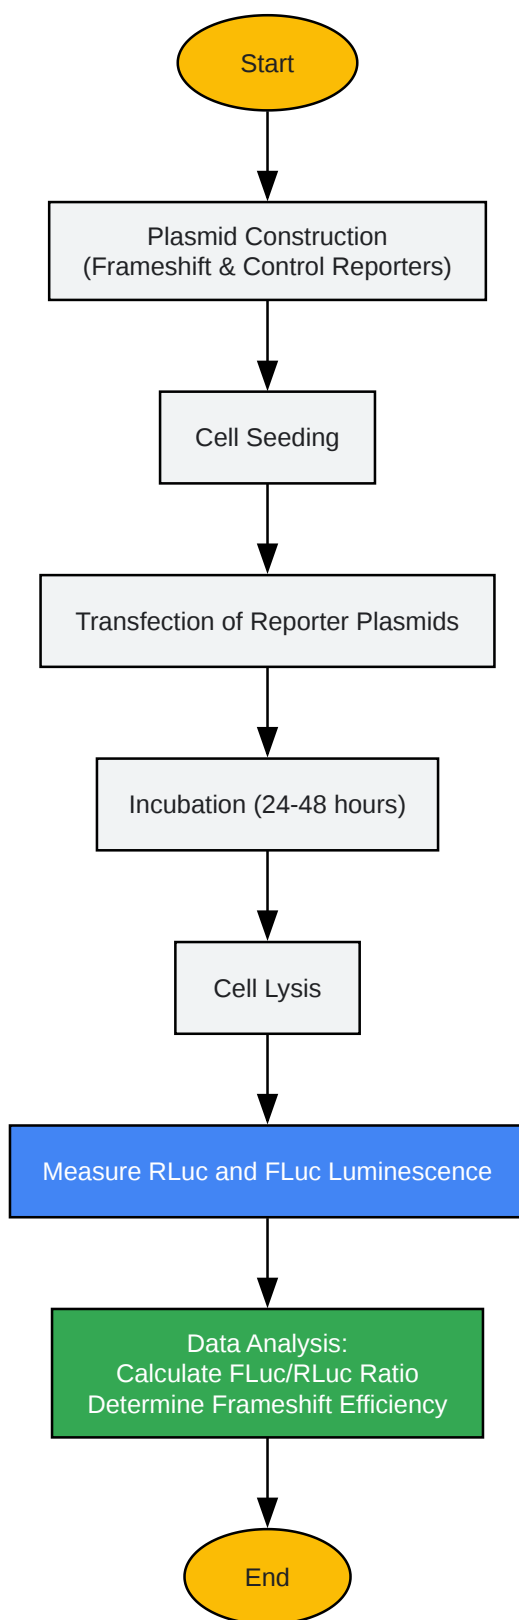 Start
Plasmid Construction
(Frameshift & Control Reporters)
Cell Seeding
Transfection of Reporter Plasmids
Incubation (24-48 hours)
Cell Lysis
Measure RLuc and FLuc Luminescence
Data Analysis:
Calculate FLuc/RLuc Ratio
Determine Frameshift Efficiency
End